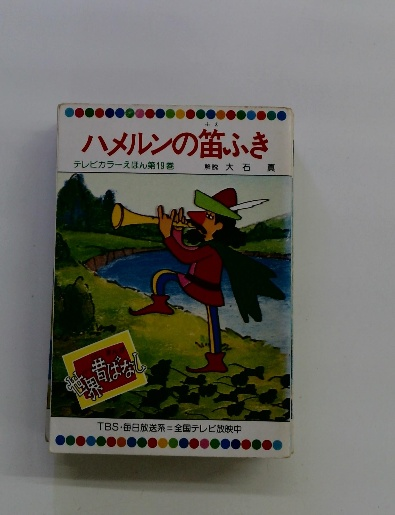 ふえ
ハメルンの笛ふき
テレビカラーえほん第19巻 解説 大石 真
世界昔ばなし
TBS・毎日放送系=全国テレビ放映中